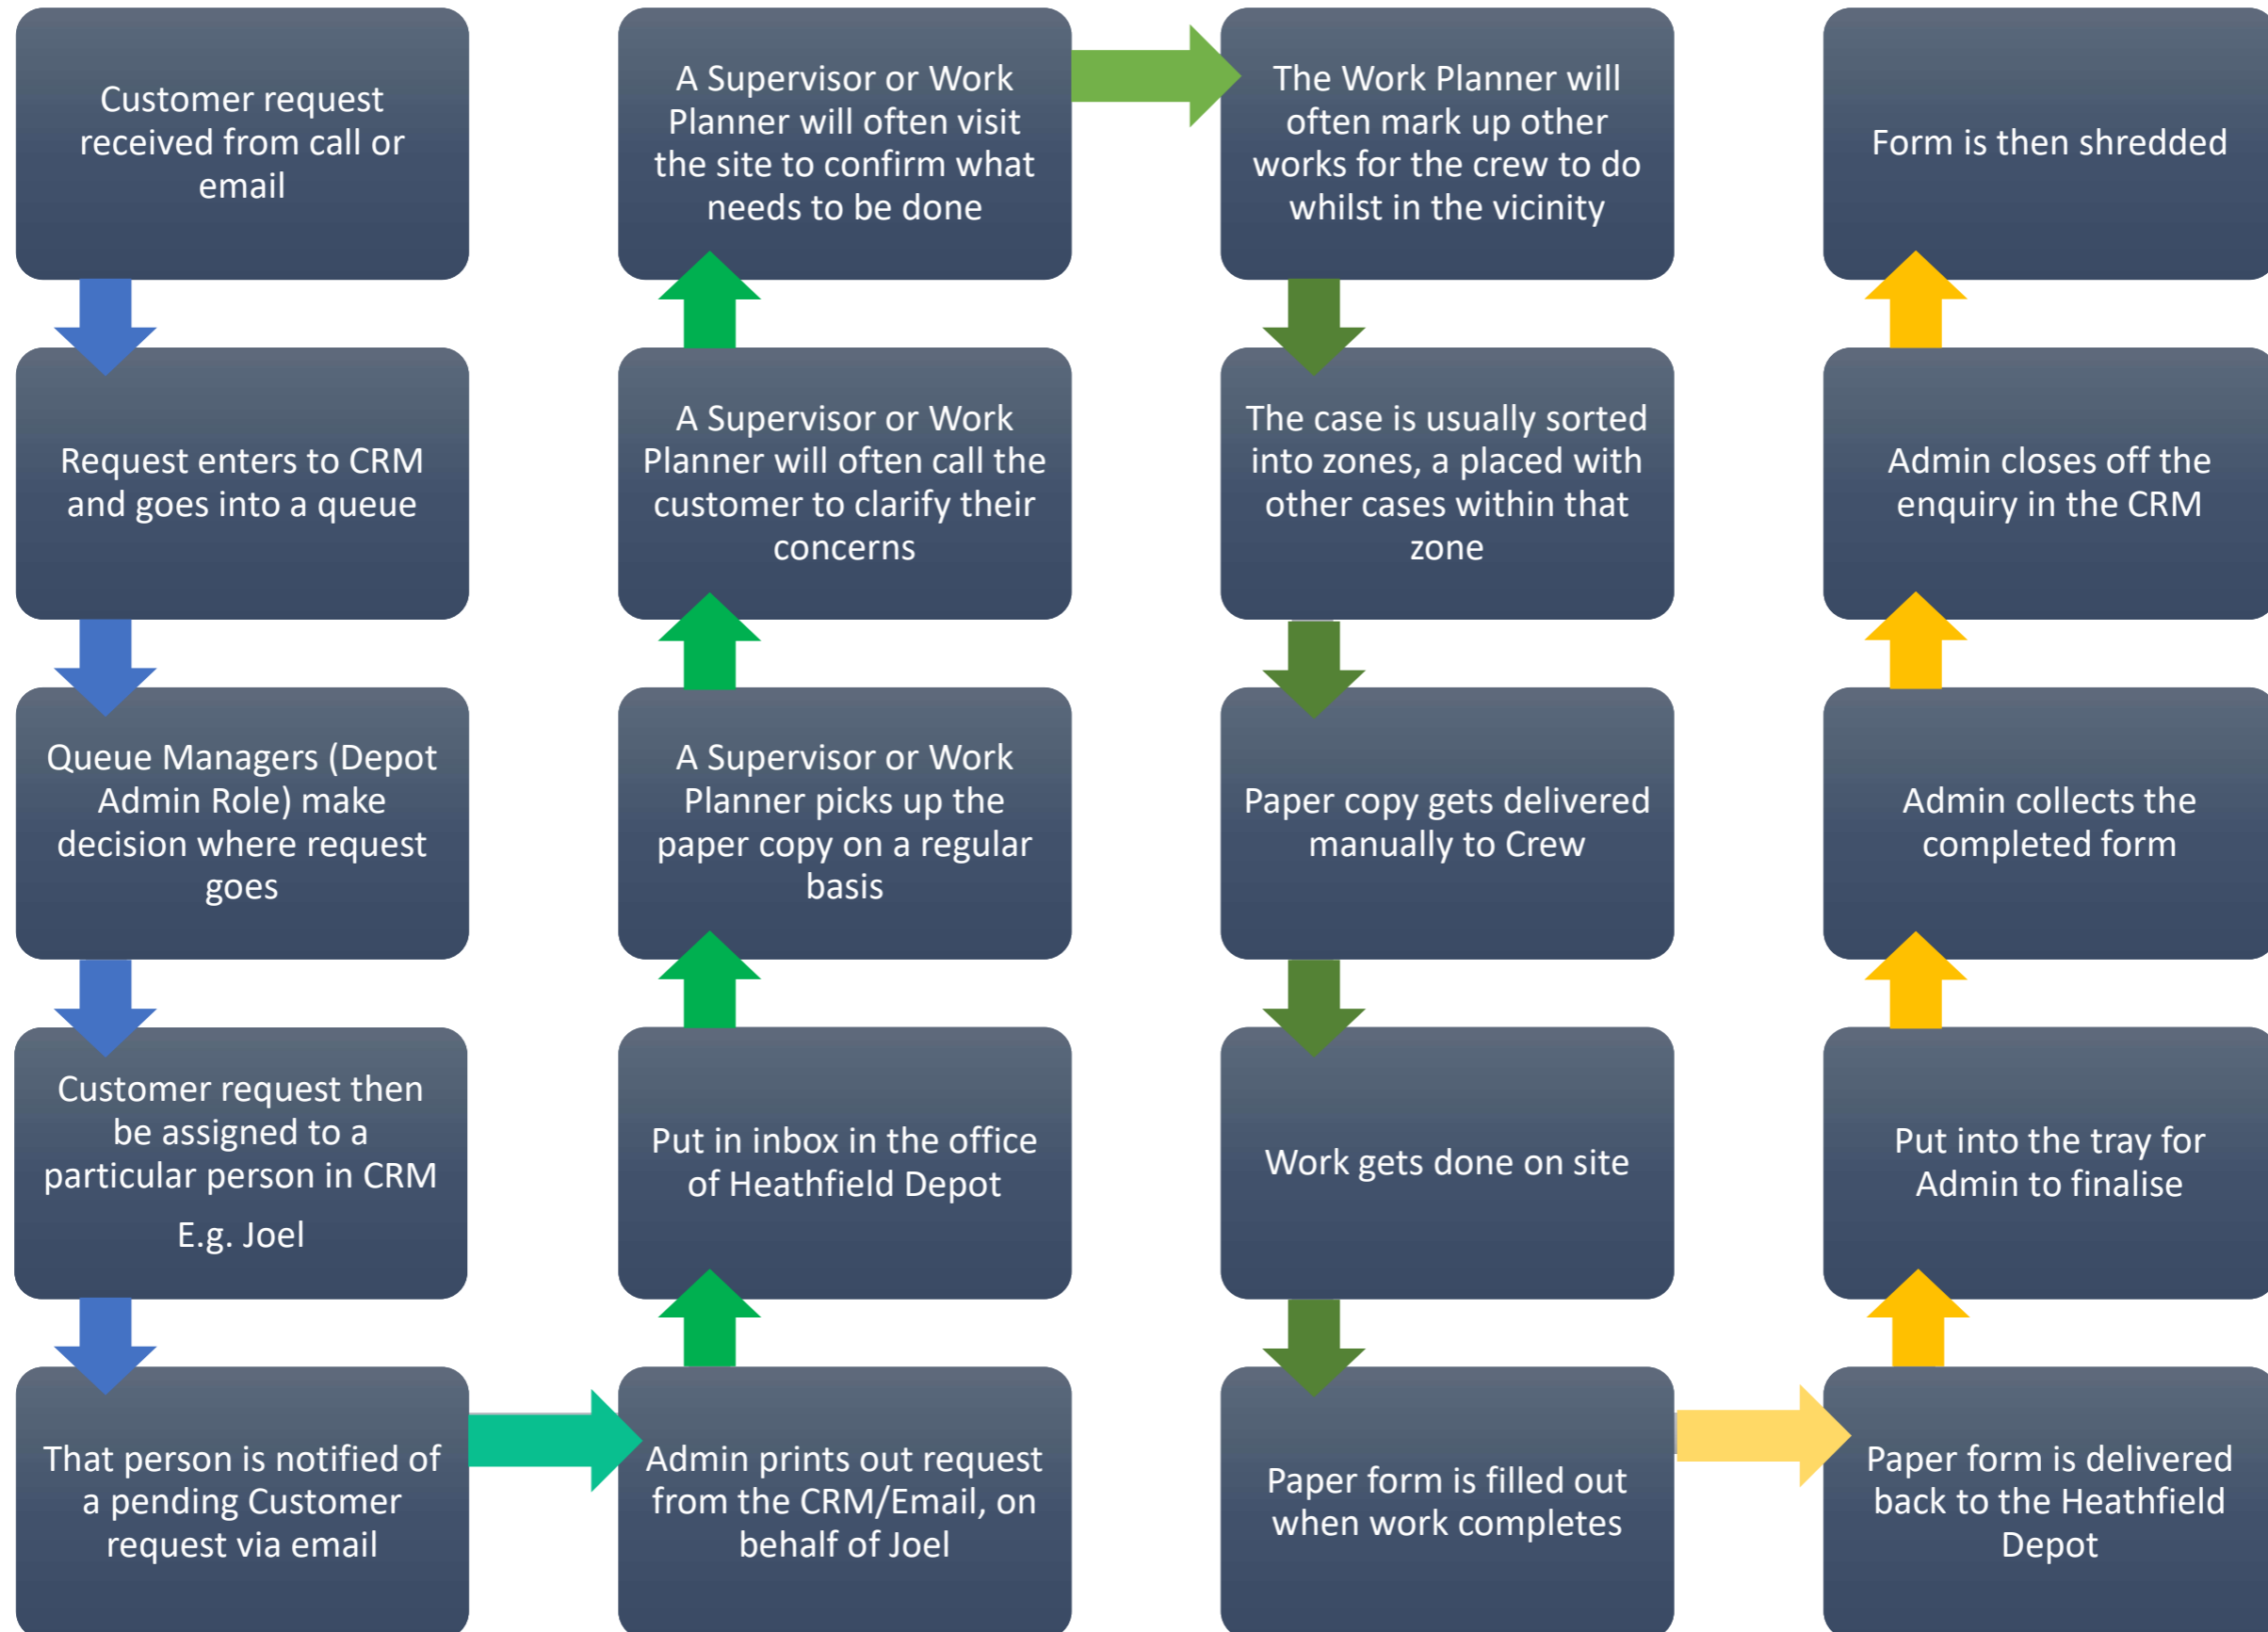 Customer request
received from call or
email
Request enters to CRM
and goes into a queue
Queue Managers (Depot
Admin Role) make
decision where request
goes
Customer request then
be assigned to a
particular person in CRM
E.g. Joel
That person is notified of
a pending Customer
request via email
Admin prints out request
from the CRM/Email, on
behalf of Joel
Put in inbox in the office
of Heathfield Depot
A Supervisor or Work
Planner picks up the
paper copy on a regular
basis
A Supervisor or Work
Planner will often call the
customer to clarify their
concerns
A Supervisor or Work
Planner will often visit
the site to confirm what
needs to be done
The Work Planner will
often mark up other
works for the crew to do
whilst in the vicinity
The case is usually sorted
into zones, a placed with
other cases within that
zone
Paper copy gets delivered
manually to Crew
Work gets done on site
Paper form is filled out
when work completes
Paper form is delivered
back to the Heathfield
Depot
Put into the tray for
Admin to finalise
Admin collects the
completed form
Admin closes off the
enquiry in the CRM
Form is then shredded